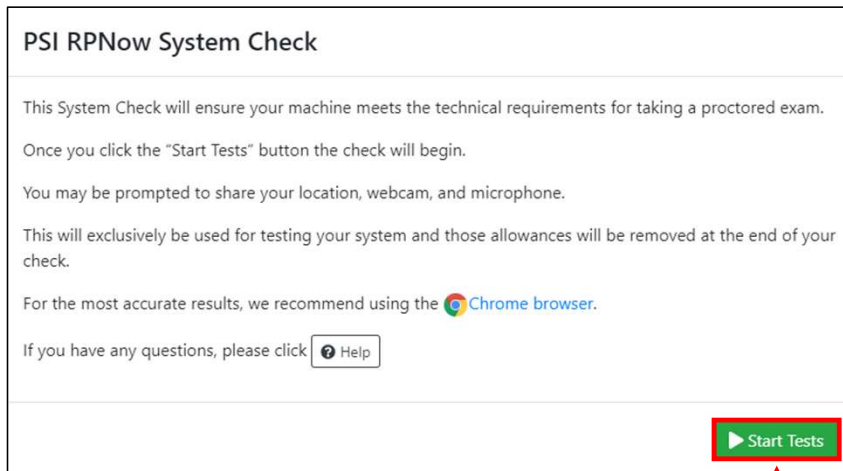 PSI RPNow System Check
This System Check will ensure your machine meets the technical requirements for taking a proctored exam.
Once you click the “Start Tests” button the check will begin.
You may be prompted to share your location, webcam, and microphone.
This will exclusively be used for testing your system and those allowances will be removed at the end of your
check.
For the most accurate results, we recommend using the Chrome browser.
If you have any questions, please click Help
Start Tests